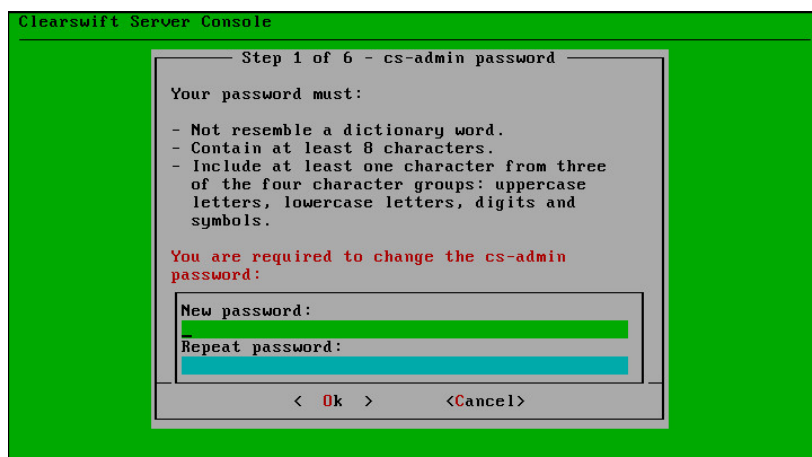 Clearswift Server Console
Step 1 of 6 - cs-admin password
Your password must:
- Not resemble a dictionary word.
- Contain at least 8 characters.
- Include at least one character from three
of the four character groups: uppercase
letters, lowercase letters, digits and
symbols.
You are required to change the cs-admin
password:
New password:
Repeat password:
< Ok > <Cancel>